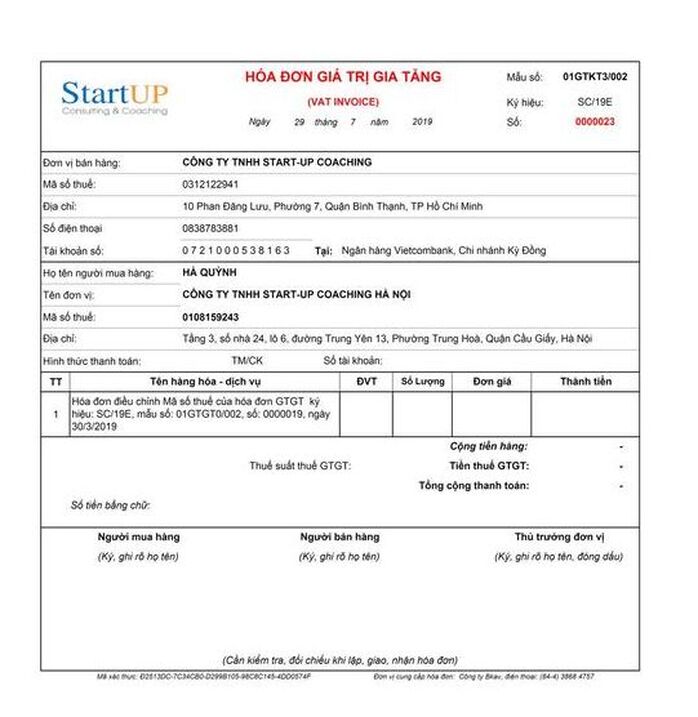 StartUP
Consulting & Coaching
HÓA ĐƠN GIÁ TRỊ GIA TĂNG
(VAT INVOICE)
Ngày 29 tháng 7 năm 2019
Mẫu số: 01GTKT3/002
Ký hiệu: SC/19E
Số: 0000023
Đơn vị bán hàng: CÔNG TY TNHH START-UP COACHING
Mã số thuế: 0312122941
Địa chỉ: 10 Phan Đăng Lưu, Phường 7, Quận Bình Thạnh, TP Hồ Chí Minh
Số điện thoại 0838783881
Tài khoản số: 0 7 2 1 0 0 0 5 3 8 1 6 3 Tại: Ngân hàng Vietcombank, Chi nhánh Kỳ Đồng
Họ tên người mua hàng: HÀ QUỲNH
Tên đơn vị: CÔNG TY TNHH START-UP COACHING HÀ NỘI
Mã số thuế: 0108159243
Địa chỉ: Tầng 3, số nhà 24, lô 6, đường Trung Yên 13, Phường Trung Hoà, Quận Cầu Giấy, Hà Nội
Hình thức thanh toán: TM/CK Số tài khoản:
TT Tên hàng hóa - dịch vụ ĐVT Số Lượng Đơn giá Thành tiền
1 Hóa đơn điều chỉnh Mã số thuế của hóa đơn GTGT ký
hiệu: SC/19E, mẫu số: 01GTGT0/002, số: 0000019, ngày
30/3/2019
Cộng tiền hàng: -
Thuế suất thuế GTGT: Tiền thuế GTGT: -
Tổng cộng thanh toán: -
Số tiền bằng chữ:
Người mua hàng Người bán hàng Thủ trưởng đơn vị
(Ký, ghi rõ họ tên) (Ký, ghi rõ họ tên) (Ký, ghi rõ họ tên, đóng dấu)
(Cần kiểm tra, đối chiếu khi lập, giao, nhận hóa đơn)
Mã xác thực: Đ2513DC-7C34CB0-D299B105-98C8C145-4DD0574F Đơn vị cung cấp hóa đơn: Công ty Bkav, điện thoại: (84-4) 3868 4757